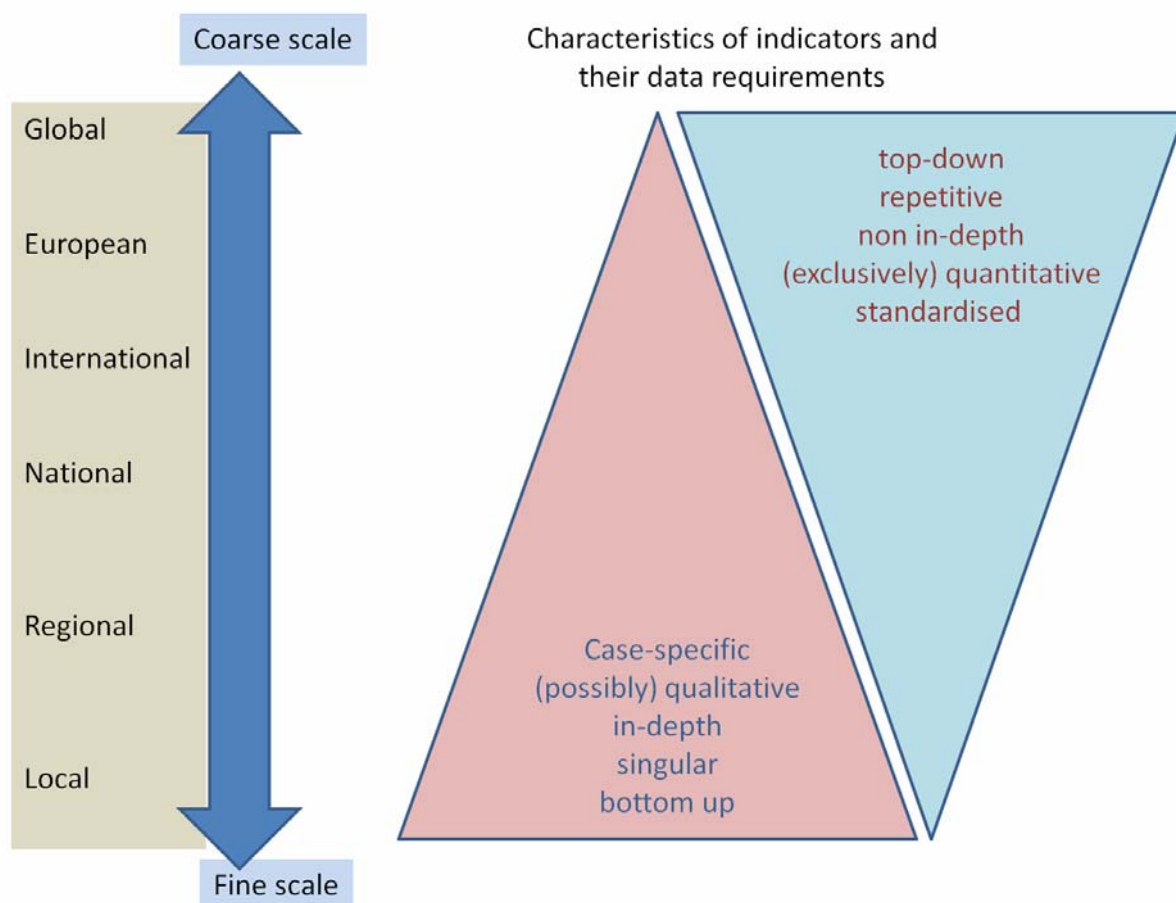 Coarse scale
Characteristics of indicators and
their data requirements
Global
European
International
National
Regional
Local
Fine scale
top-down
repetitive
non in-depth
(exclusively) quantitative
standardised
Case-specific
(possibly) qualitative
in-depth
singular
bottom up